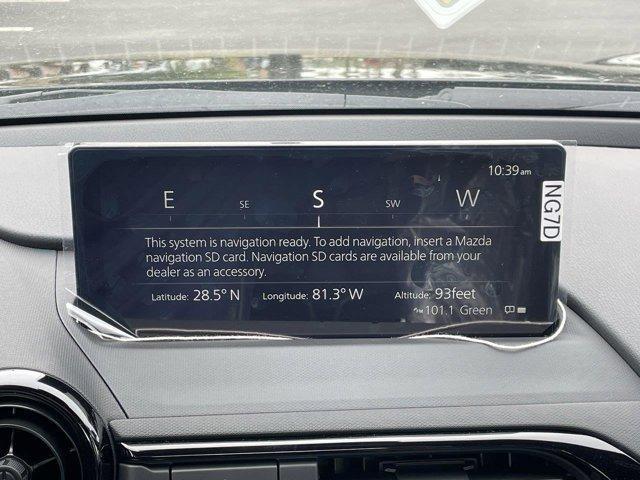 10:39 am
E SE S SW W
NG7D
This system is navigation ready. To add navigation, insert a Mazda
navigation SD card. Navigation SD cards are available from your
dealer as an accessory.
Latitude: 28.5° N Longitude: 81.3° W Altitude: 93feet
101.1 Green